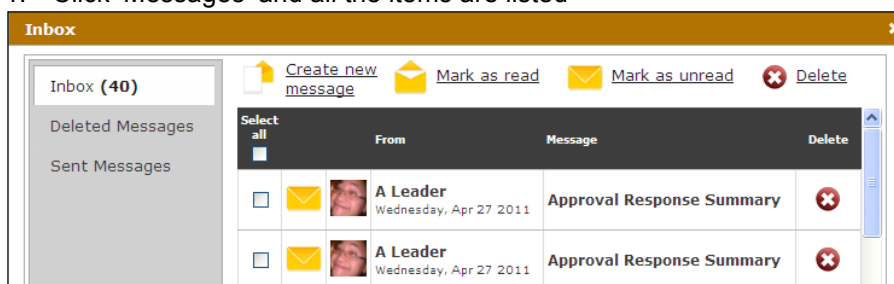 Click 'Messages' and all the items are listed
Inbox
Inbox (40)
Deleted Messages
Sent Messages
Create new
message
Mark as read
Mark as unread
Delete
Select
all
From
Message
Delete
A Leader
Wednesday, Apr 27 2011
Approval Response Summary
A Leader
Wednesday, Apr 27 2011
Approval Response Summary